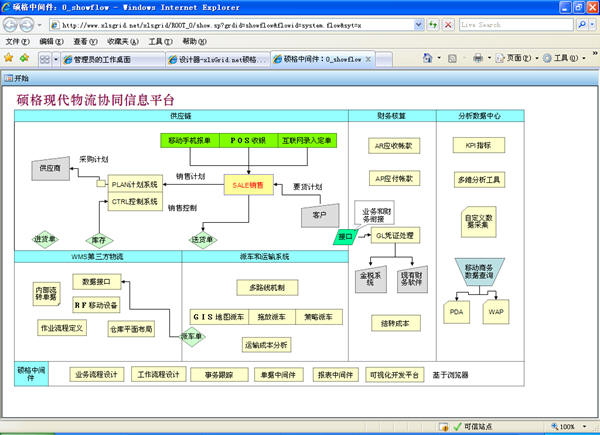 硕格中间件: O_showflow - Windows Internet Explorer
http://www.xlsgrid.net/xlsgrid/ROOT_O/show.sp?grdid=showflow&flowid=system.flow&syt=x
Live Search
文件(F) 编辑(E) 查看(V) 收藏夹(A) 工具(T) 帮助(H)
管理员的工作桌面
设计器-xlsGrid.net硕格...
硕格中间件: O_showflow
页面(P)
工具(O)
开始
硕格现代物流协同信息平台
供应链
财务核算
分析数据中心
移动手机报单
POS收银
互联网录入定单
AR应收帐款
KPI指标
采购计划
供应商
销售计划
PLAN计划系统
SALE销售
要货计划
AP应付帐款
多维分析工具
CTRL控制系统
销售控制
客户
业务和财
务衔接
自定义数
据采集
进货单
库存
送货单
接口
GL凭证处理
WMS第三方物流
派车和运输系统
数据接口
内部流
转单据
RF移动设备
多路线机制
金税系
统
现有财
务软件
移动商务
数据查询
作业流程定义
仓库平面布局
GIS地图派车
拖放派车
策略派车
派车单
运输成本分析
结转成本
PDA
WAP
硕格中间
件
业务流程设计
工作流程设计
事务跟踪
单据中间件
报表中间件
可视化开发平台
基于浏览器
可信站点
100%